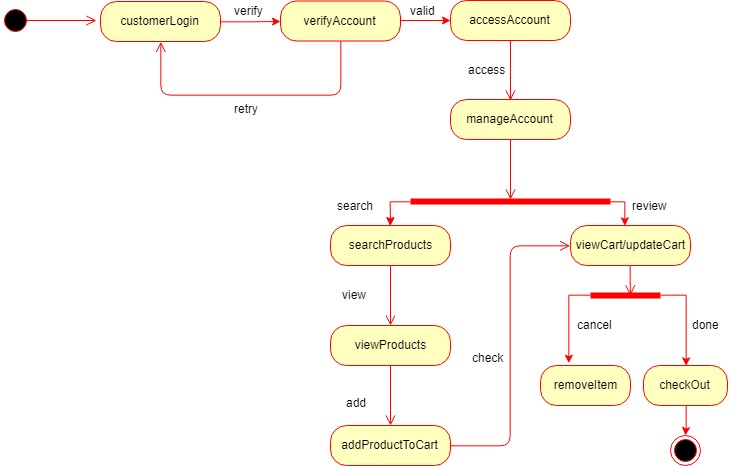 customerLogin
verify
verifyAccount
valid
accessAccount
retry
access
manageAccount
search
review
searchProducts
viewCart/updateCart
view
cancel
done
viewProducts
check
removeItem
checkOut
add
addProductToCart